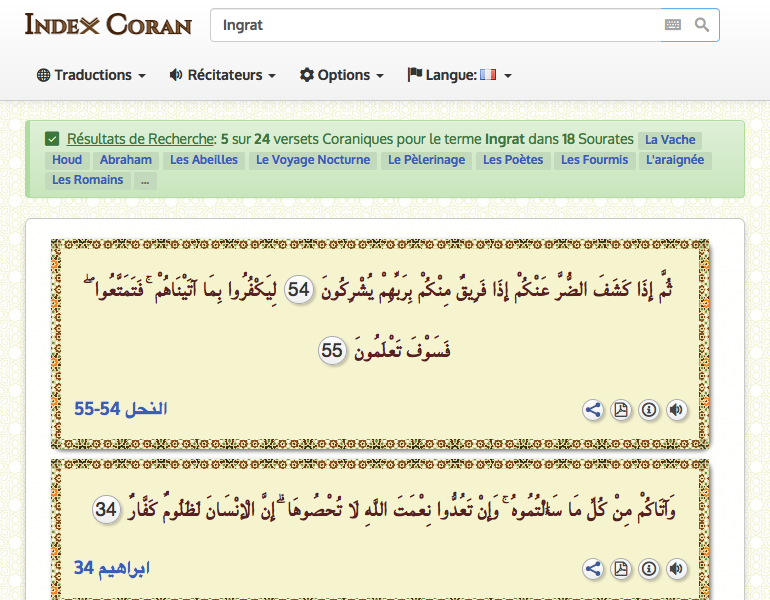 INDEX CORAN
Ingrat
Traductions
Récitateurs
Options
Langue:
Résultats de Recherche: 5 sur 24 versets Coraniques pour le terme Ingrat dans 18 Sourates La Vache
Houd Abraham Les Abeilles Le Voyage Nocturne Le Pèlerinage Les Poètes Les Fourmis L'araignée
Les Romains ...
ثُمَّ إِذَا كَشَفَ الضُّرَّ عَنْكُمْ إِذَا فَرِيقٌ مِنْكُمْ بِرَبِّهِمْ يُشْرِكُونَ 54 لِيَكْفُرُوا بِمَا آتَيْنَاهُمْ ۚ فَتَمَتَّعُوا ۖ
فَسَوْفَ تَعْلَمُونَ 55
النحل 54-55
وَآتَاكُمْ مِنْ كُلِّ مَا سَأَلْتُمُوهُ ۚ وَإِنْ تَعُدُّوا نِعْمَتَ اللَّهِ لَا تُحْصُوهَا ۗ إِنَّ الْإِنْسَانَ لَظَلُومٌ كَفَّارٌ 34
ابراهيم 34